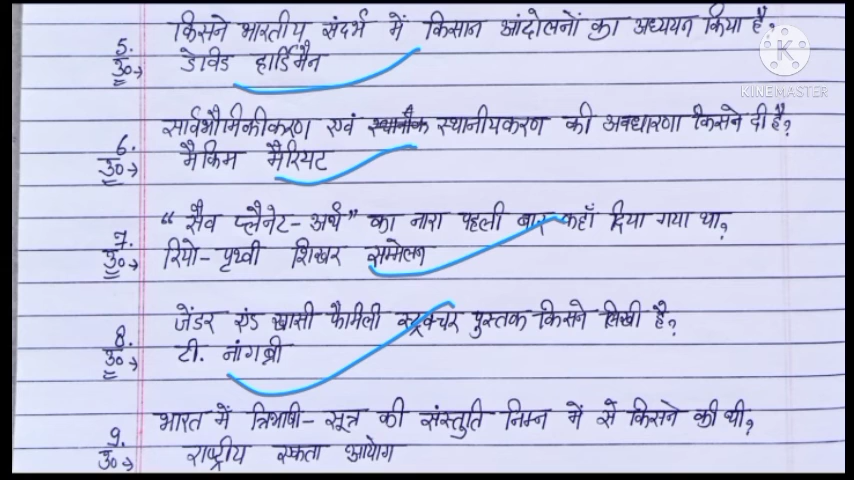 किसने भारतीय संदर्भ में किसान आंदोलनों का अध्ययन किया है?
5.
उ०→ डेविड हार्डिमैन
KINEMASTER
सार्वभौमिकीकरण एवं स्थानीयकरण की अवधारणा किसने दी है?
6.
उ०→ मैकिम मैरियट
“सैव प्लैनेट-अर्थ” का नारा पहली बार कहाँ दिया गया था?
7.
उ०→ रियो-पृथ्वी शिखर सम्मेलन
जेंडर एंड खासी फैमिली स्ट्रक्चर पुस्तक किसने लिखी है?
8.
उ०→ टी. नांगब्री
भारत में त्रिभाषी-सूत्र की संस्तुति निम्न में से किसने की थी?
9.
उ०→ राष्ट्रीय एकता आयोग